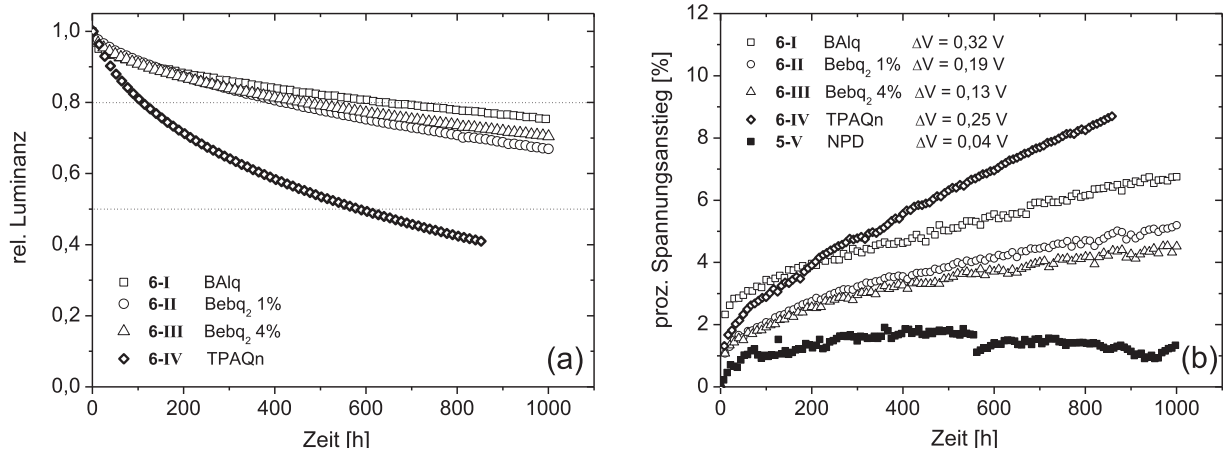 1,0
0,8
0,6
0,4
0,2
0,0
rel. Luminanz
6-I BAlq
6-II Bebq2 1%
6-III Bebq2 4%
6-IV TPAQn
(a)
0 200 400 600 800 1000
Zeit [h]
12
10
8
6
4
2
0
proz. Spannungsanstieg [%]
6-I BAlq ΔV = 0,32 V
6-II Bebq2 1% ΔV = 0,19 V
6-III Bebq2 4% ΔV = 0,13 V
6-IV TPAQn ΔV = 0,25 V
5-V NPD ΔV = 0,04 V
(b)
0 200 400 600 800 1000
Zeit [h]